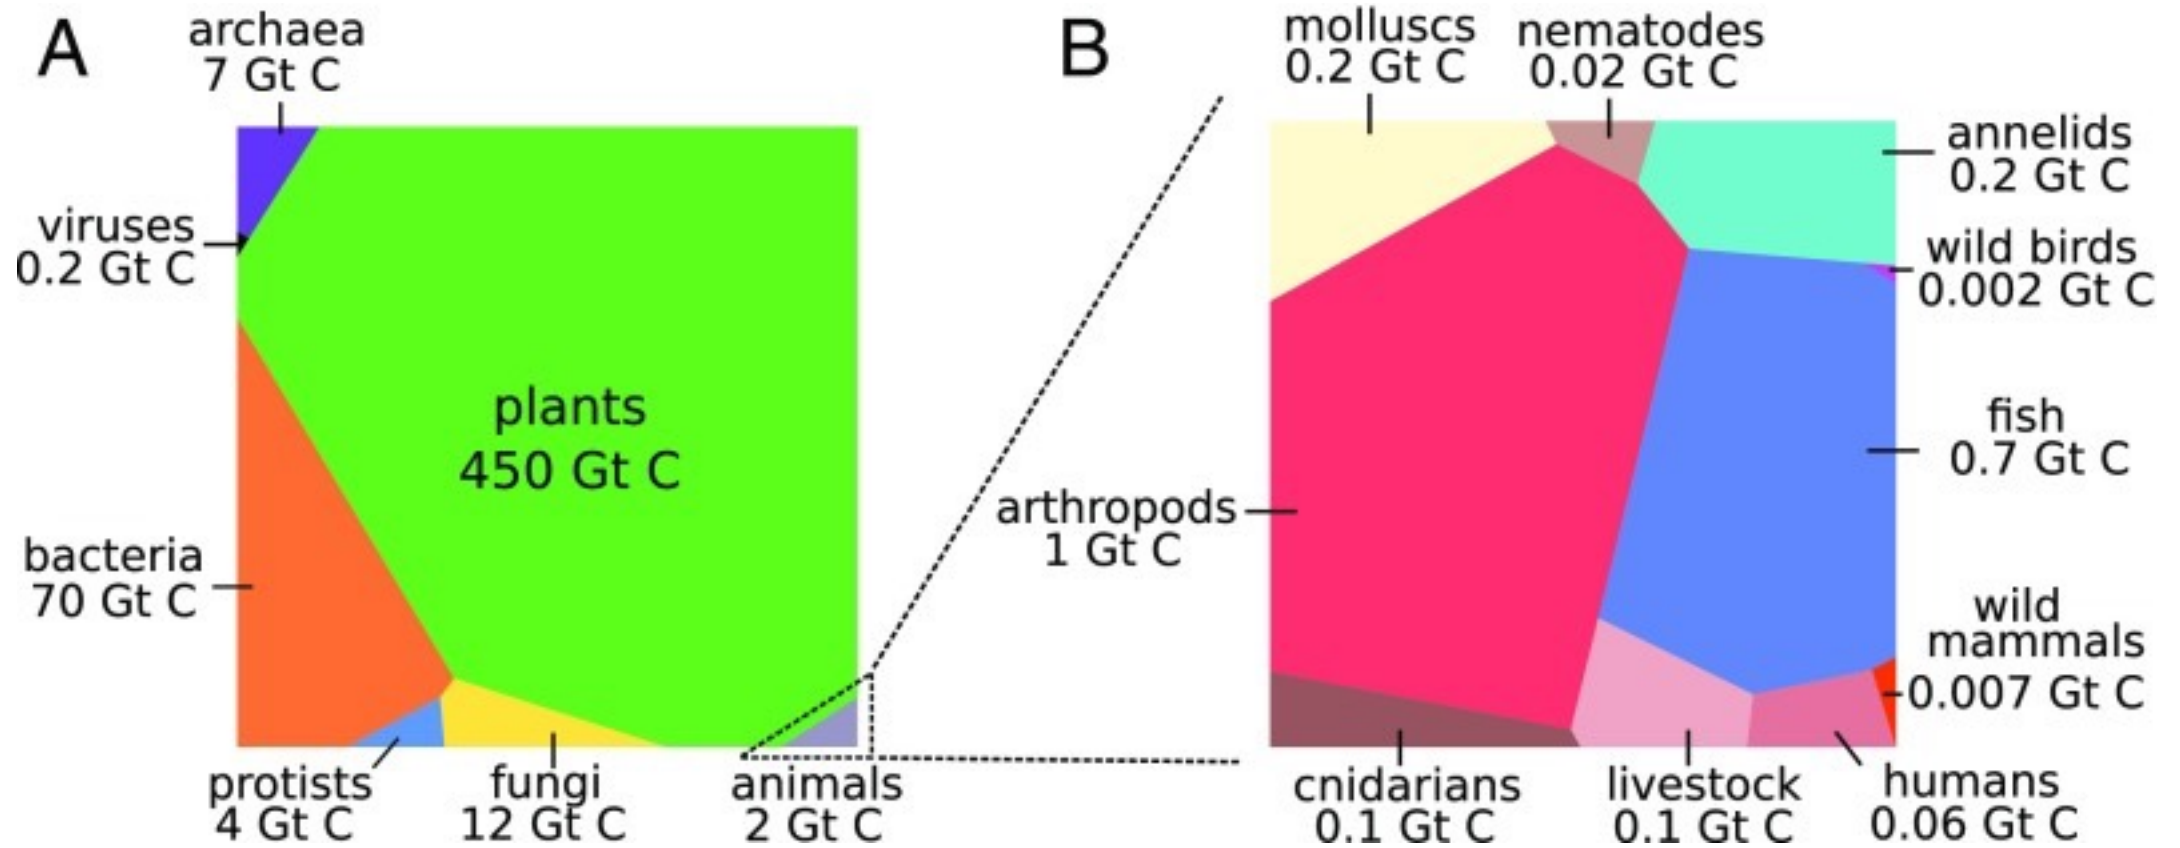 A
archaea
7 Gt C
viruses
0.2 Gt C
plants
450 Gt C
bacteria
70 Gt C
protists
4 Gt C
fungi
12 Gt C
animals
2 Gt C
B
molluscs
0.2 Gt C
nematodes
0.02 Gt C
annelids
0.2 Gt C
wild birds
0.002 Gt C
fish
0.7 Gt C
arthropods
1 Gt C
wild
mammals
0.007 Gt C
cnidarians
0.1 Gt C
livestock
0.1 Gt C
humans
0.06 Gt C